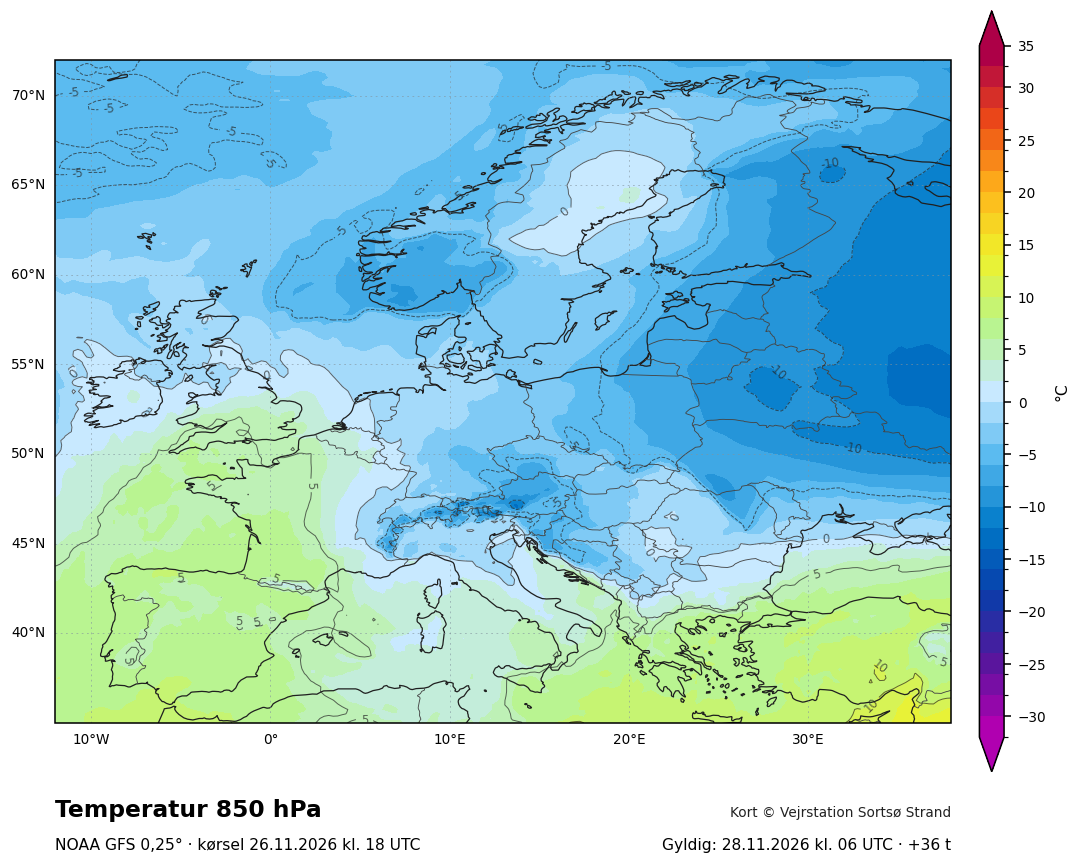 70°N
65°N
60°N
55°N
50°N
45°N
40°N
10°W
0°
10°E
20°E
30°E
35
30
25
20
15
10
5
0
−5
−10
−15
−20
−25
−30
°C
Temperatur 850 hPa
Kort © Vejrstation Sortsø Strand
NOAA GFS 0,25° · kørsel 26.11.2026 kl. 18 UTC
Gyldig: 28.11.2026 kl. 06 UTC · +36 t